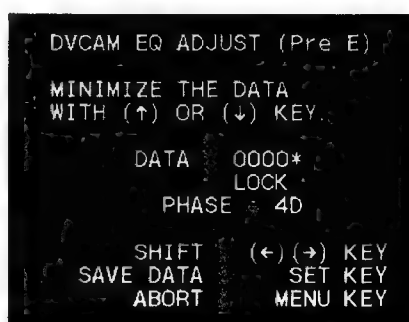 DVCAM EQ ADJUST (Pre E)
MINIMIZE THE DATA
WITH (↑) OR (↓) KEY.
DATA 0000*
LOCK
PHASE 4D
SHIFT (←)(→) KEY
SAVE DATA SET KEY
ABORT MENU KEY